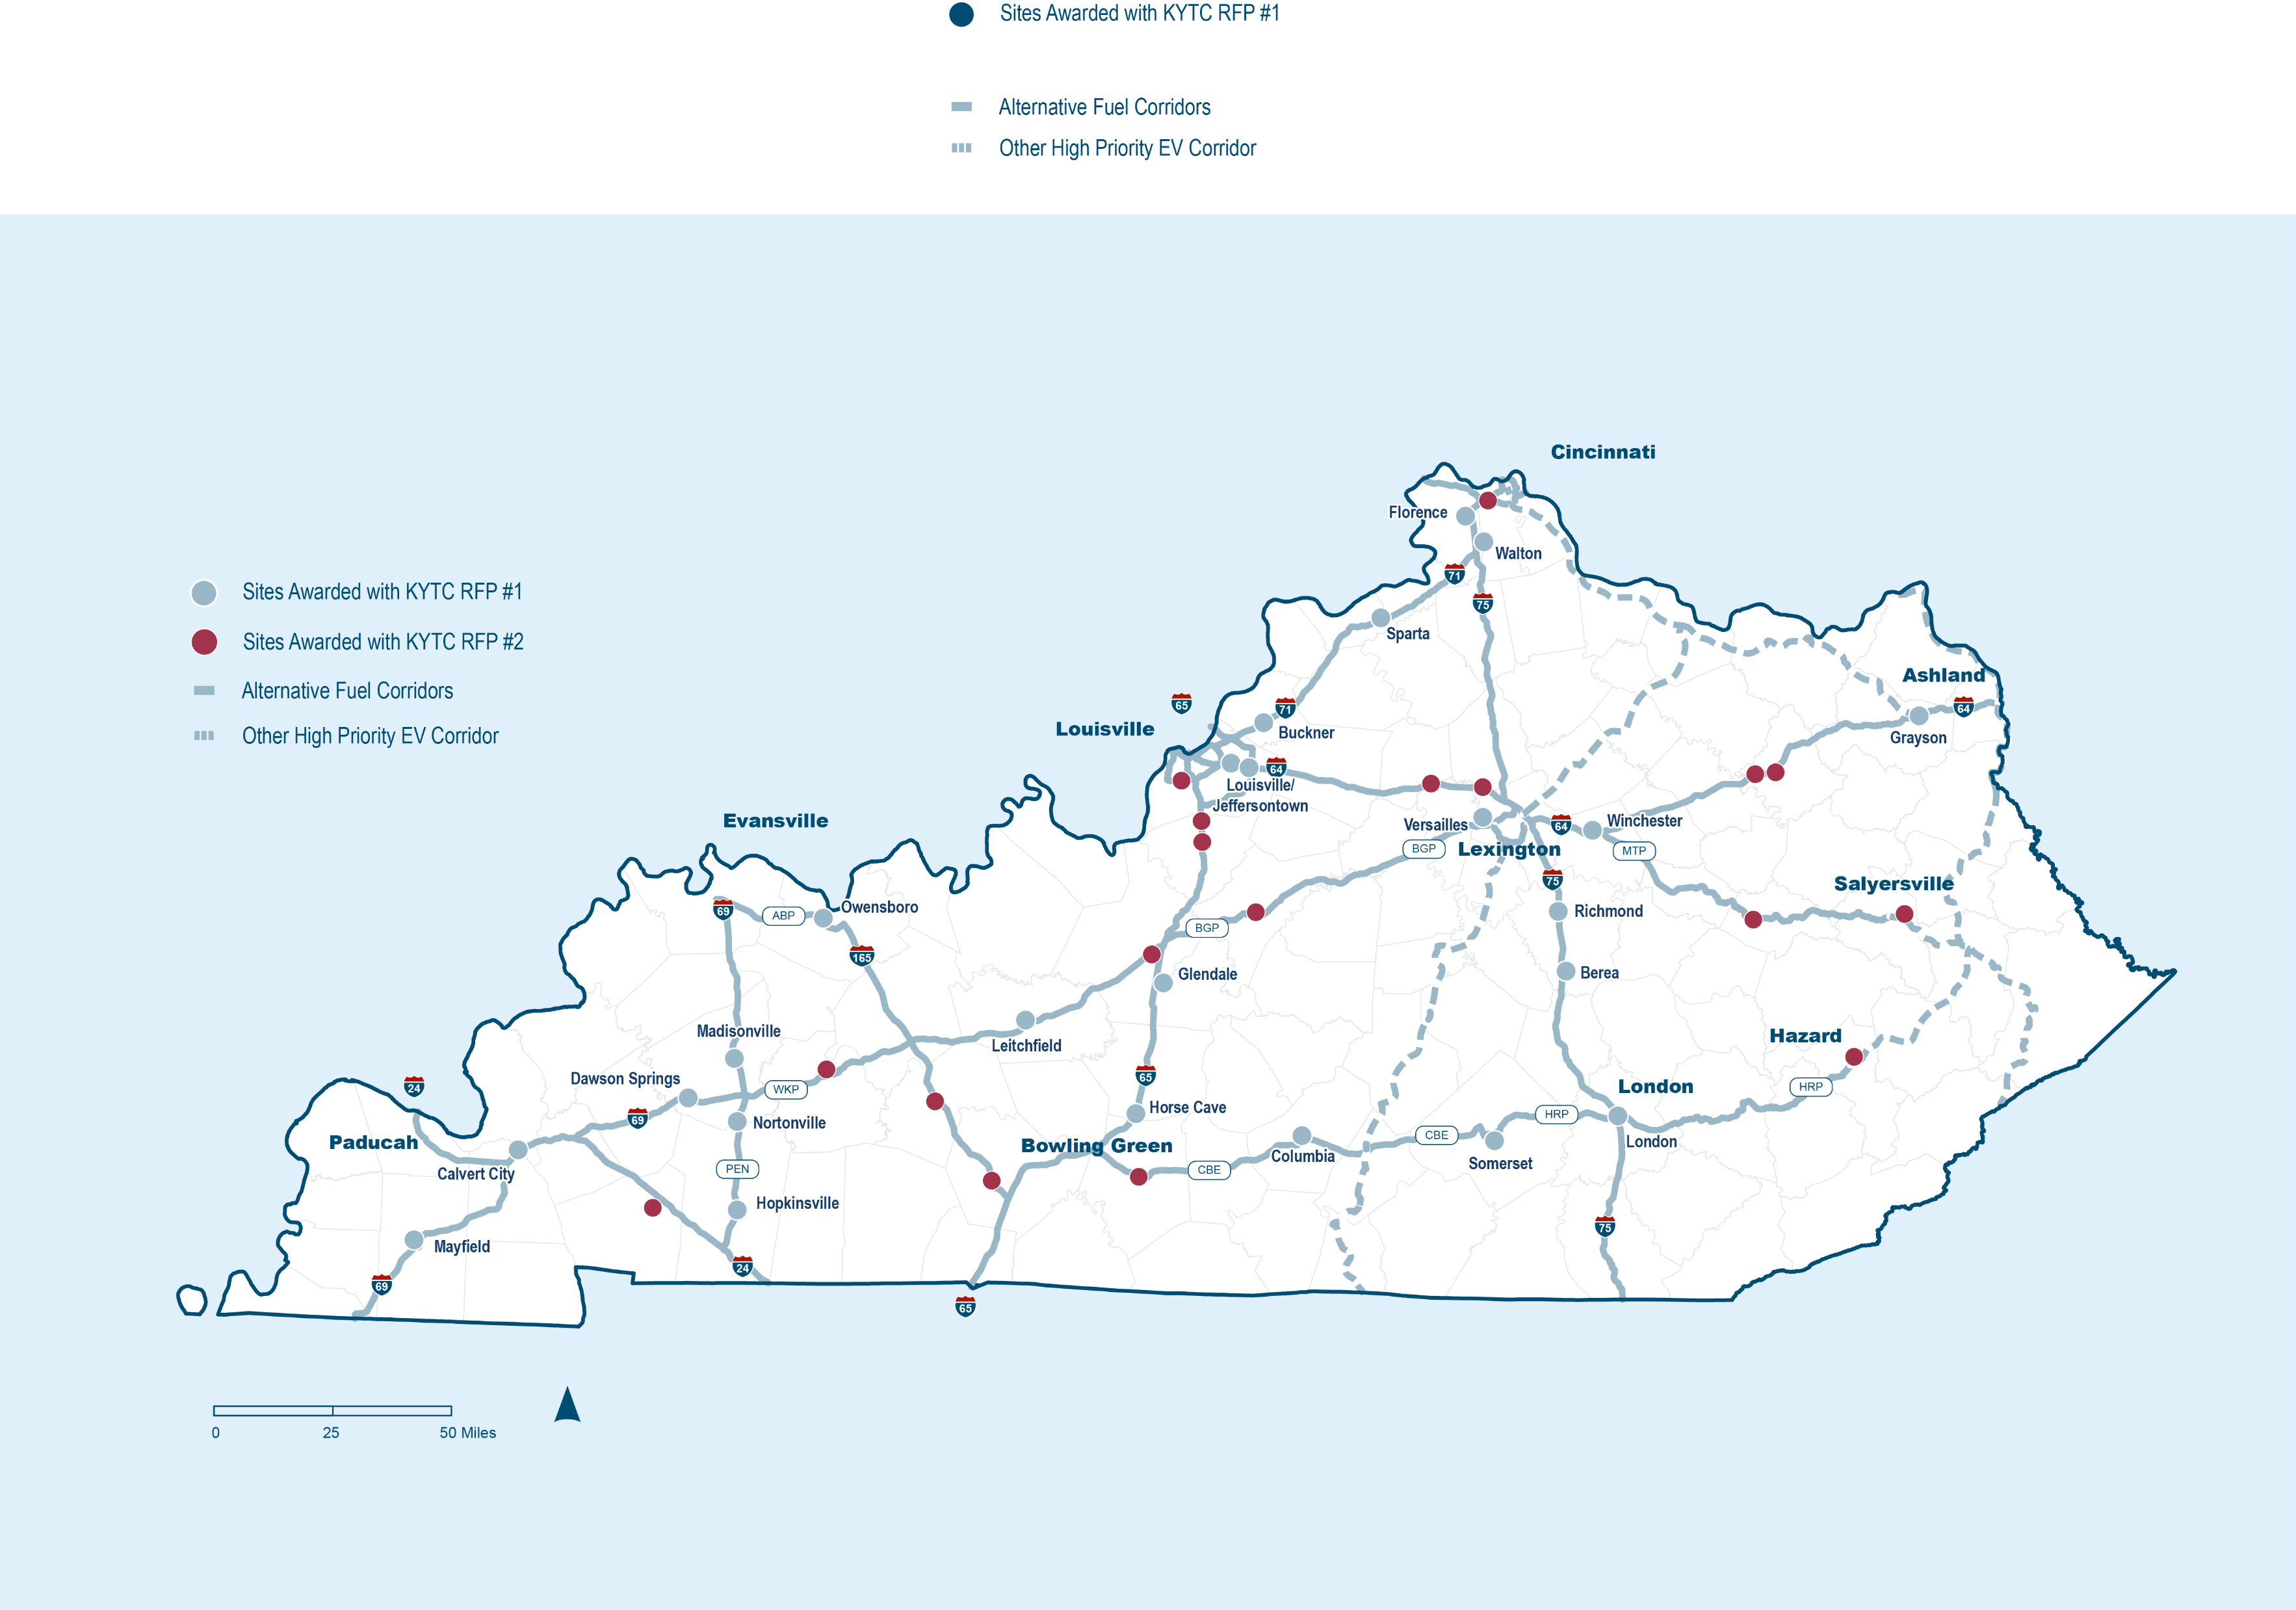 Sites Awarded with KYTC RFP #1
Alternative Fuel Corridors
Other High Priority EV Corridor
Cincinnati
Florence
Walton
71
75
Sites Awarded with KYTC RFP #1
Sites Awarded with KYTC RFP #2
Alternative Fuel Corridors
Other High Priority EV Corridor
Sparta
Ashland
65
71
64
Louisville
Buckner
Grayson
64
Louisville/
Jeffersontown
Evansville
Versailles
64
Winchester
BGP
Lexington
MTP
75
Salyersville
69
ABP
Owensboro
Richmond
BGP
165
Glendale
Berea
Madisonville
Leitchfield
Hazard
24
Dawson Springs
WKP
65
London
HRP
69
Nortonville
Horse Cave
HRP
Paducah
Bowling Green
CBE
London
Columbia
Somerset
Calvert City
PEN
CBE
Hopkinsville
75
Mayfield
24
69
65
0
25
50 Miles